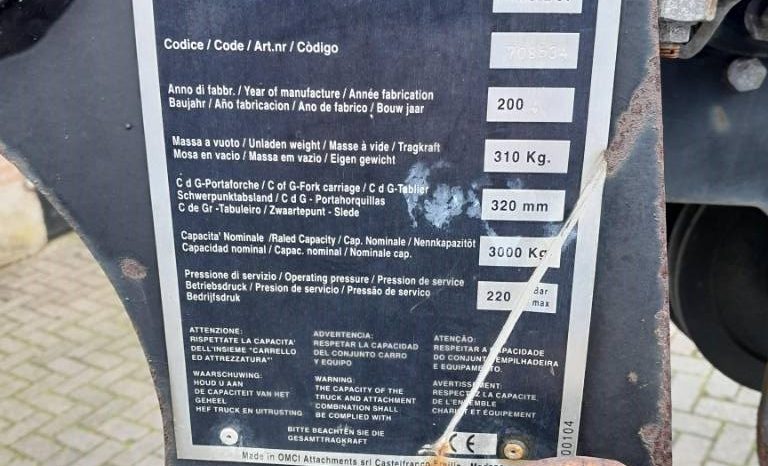 Codice / Code / Art.nr / Còdigo
Anno di fabbr. / Year of manufacture / Année fabrication
Baujahr / Año fabricacion / Ano de fabrico / Bouw jaar
200
Massa a vuoto / Unladen weight / Masse à vide / Tragkraft
Mosa en vacio / Massa em vazio / Eigen gewicht
310 Kg.
C d G-Portaforche / C of G-Fork carriage / C d G-Tablier
Schwerpunktabsland / C d G - Portahorquillas
C de Gr -Tabuleiro / Zwaartepunt - Slede
320 mm
Capacita' Nominale /Raled Capacity / Cap. Nominale / Nennkapazitöt
Capacidad nominal / Capac. nominal / Nominale cap.
3000 Kg
Pressione di servizio / Operating pressure / Pression de service
Betriebsdruck / Presion de servicio / Pressão de servico
Bedrijfsdruk
220 Bar
max
ATTENZIONE:
RISPETTATE LA CAPACITA'
DELL'INSIEME "CARRELLO
ED ATTREZZATURA"
ADVERTENCIA:
RESPETAR LA CAPACIDAD
DEL CONJUNTO CARRO
Y EQUIPO
ATENÇÃO:
RESPEITAR A CAPACIDADE
DO CONJUNTO EMPILHADEIRA
E EQUIPAMENTO.
WAARSCHUWING:
HOUD U AAN
DE CAPACITEIT VAN HET
GEHEEL
HEF TRUCK EN UITRUSTING
WARNING:
THE CAPACITY OF THE
TRUCK AND ATTACHMENT
COMBINATION SHALL
BE COMPLIED WITH
AVERTISSEMENT:
RESPECTEZ LA CAPACITE
DE L'ENSEMBLE
CHARIOT ET ÉQUIPEMENT
BITTE BEACHTEN SIE DIE
GESAMTTRAGKRAFT
CE
00104
Made in OMCI Attachments srl Castelfranco Emilia - Modena